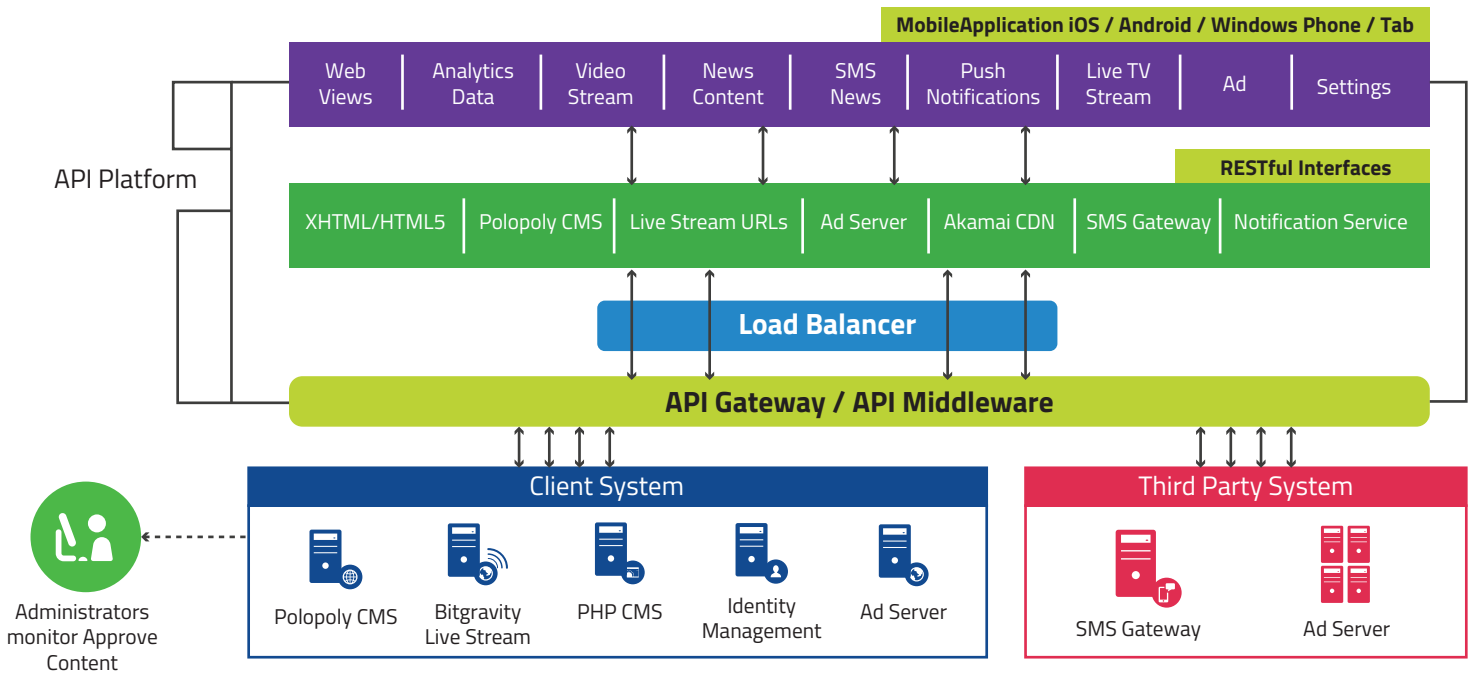 MobileApplication iOS / Android / Windows Phone / Tab
Web
Views
Analytics
Data
Video
Stream
News
Content
SMS
News
Push
Notifications
Live TV
Stream
Ad
Settings
API Platform
RESTful Interfaces
XHTML/HTML5
Polopoly CMS
Live Stream URLs
Ad Server
Akamai CDN
SMS Gateway
Notification Service
Load Balancer
API Gateway / API Middleware
Client System
Polopoly CMS
Bitgravity
Live Stream
PHP CMS
Identity
Management
Ad Server
Third Party System
SMS Gateway
Ad Server
Administrators
monitor Approve
Content